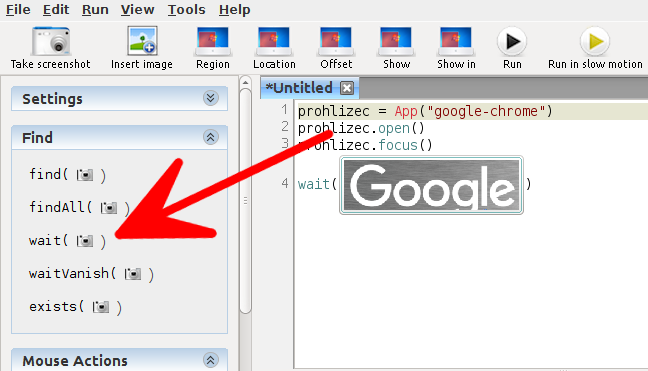 File Edit Run View Tools Help
Take screenshot Insert image Region Location Offset Show Show in Run Run in slow motion
Settings
Find
find( )
findAll( )
wait( )
waitVanish( )
exists( )
Mouse Actions
*Untitled
1 prohlizec = App("google-chrome")
2 prohlizec.open()
3 prohlizec.focus()
4 wait( Google )